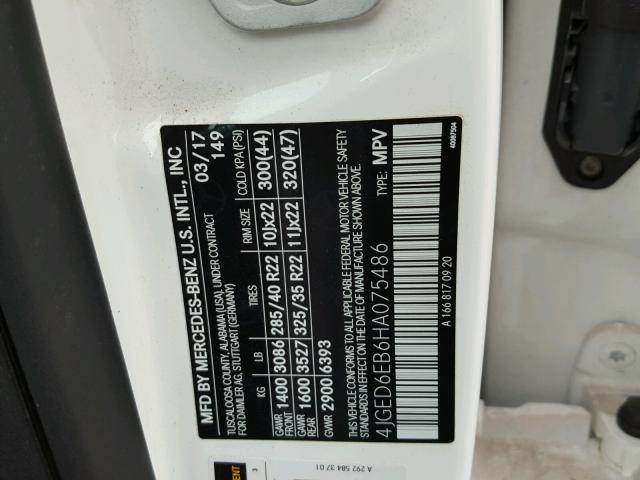 MFD BY MERCEDES-BENZ U.S. INTL., INC 03/17
TUSCALOOSA COUNTY, ALABAMA (USA), UNDER CONTRACT 149
FOR DAIMLER AG, STUTTGART (GERMANY)
KG LB TIRES RIM SIZE COLD KPA (PSI)
GAWR FRONT 1400 3086 285/40 R22 10Jx22 300(44)
GAWR REAR 1600 3527 325/35 R22 11Jx22 320(47)
GVWR 2900 6393
THIS VEHICLE CONFORMS TO ALL APPLICABLE FEDERAL MOTOR VEHICLE SAFETY
STANDARDS IN EFFECT ON THE DATE OF MANUFACTURE SHOWN ABOVE.
4JGED6EB6HA075486 TYPE: MPV
A 166 817 09 20 40087504
3 A 292 584 37 01